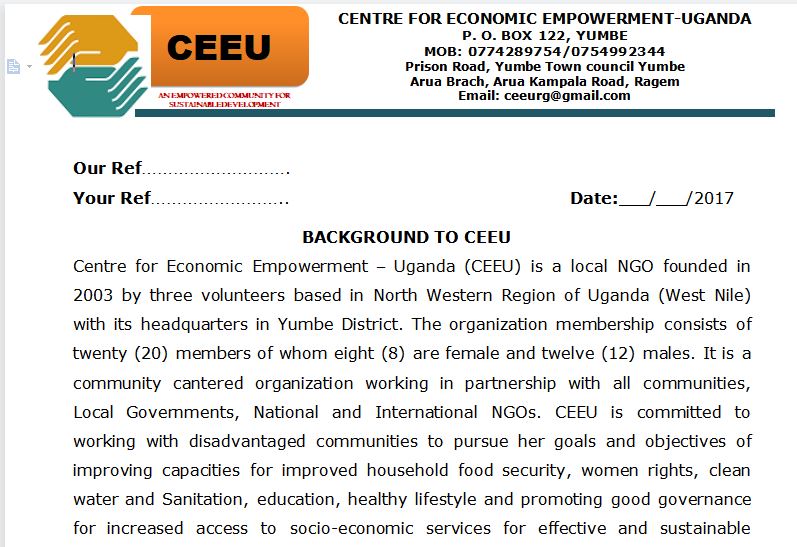 CENTRE FOR ECONOMIC EMPOWERMENT-UGANDA
P. O. BOX 122, YUMBE
MOB: 0774289754/0754992344
Prison Road, Yumbe Town council Yumbe
Arua Brach, Arua Kampala Road, Ragem
Email: ceeurg@gmail.com
CEEU
AN EMPOWERED COMMUNITY FOR
SUSTAINABLE DEVELOPMENT
Our Ref……………………….
Your Ref……………………..
Date:___/___/2017
BACKGROUND TO CEEU
Centre for Economic Empowerment – Uganda (CEEU) is a local NGO founded in
2003 by three volunteers based in North Western Region of Uganda (West Nile)
with its headquarters in Yumbe District. The organization membership consists of
twenty (20) members of whom eight (8) are female and twelve (12) males. It is a
community cantered organization working in partnership with all communities,
Local Governments, National and International NGOs. CEEU is committed to
working with disadvantaged communities to pursue her goals and objectives of
improving capacities for improved household food security, women rights, clean
water and Sanitation, education, healthy lifestyle and promoting good governance
for increased access to socio-economic services for effective and sustainable